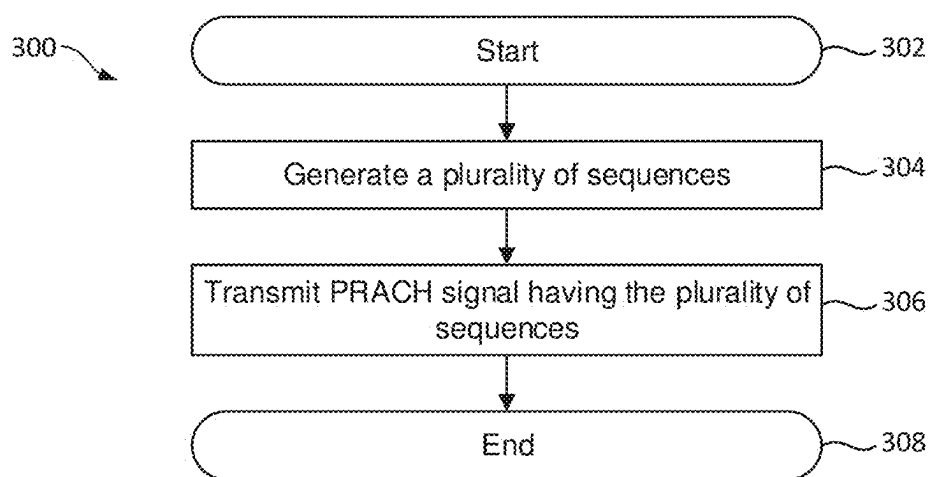 300
Start
302
Generate a plurality of sequences
304
Transmit PRACH signal having the plurality of
sequences
306
End
308